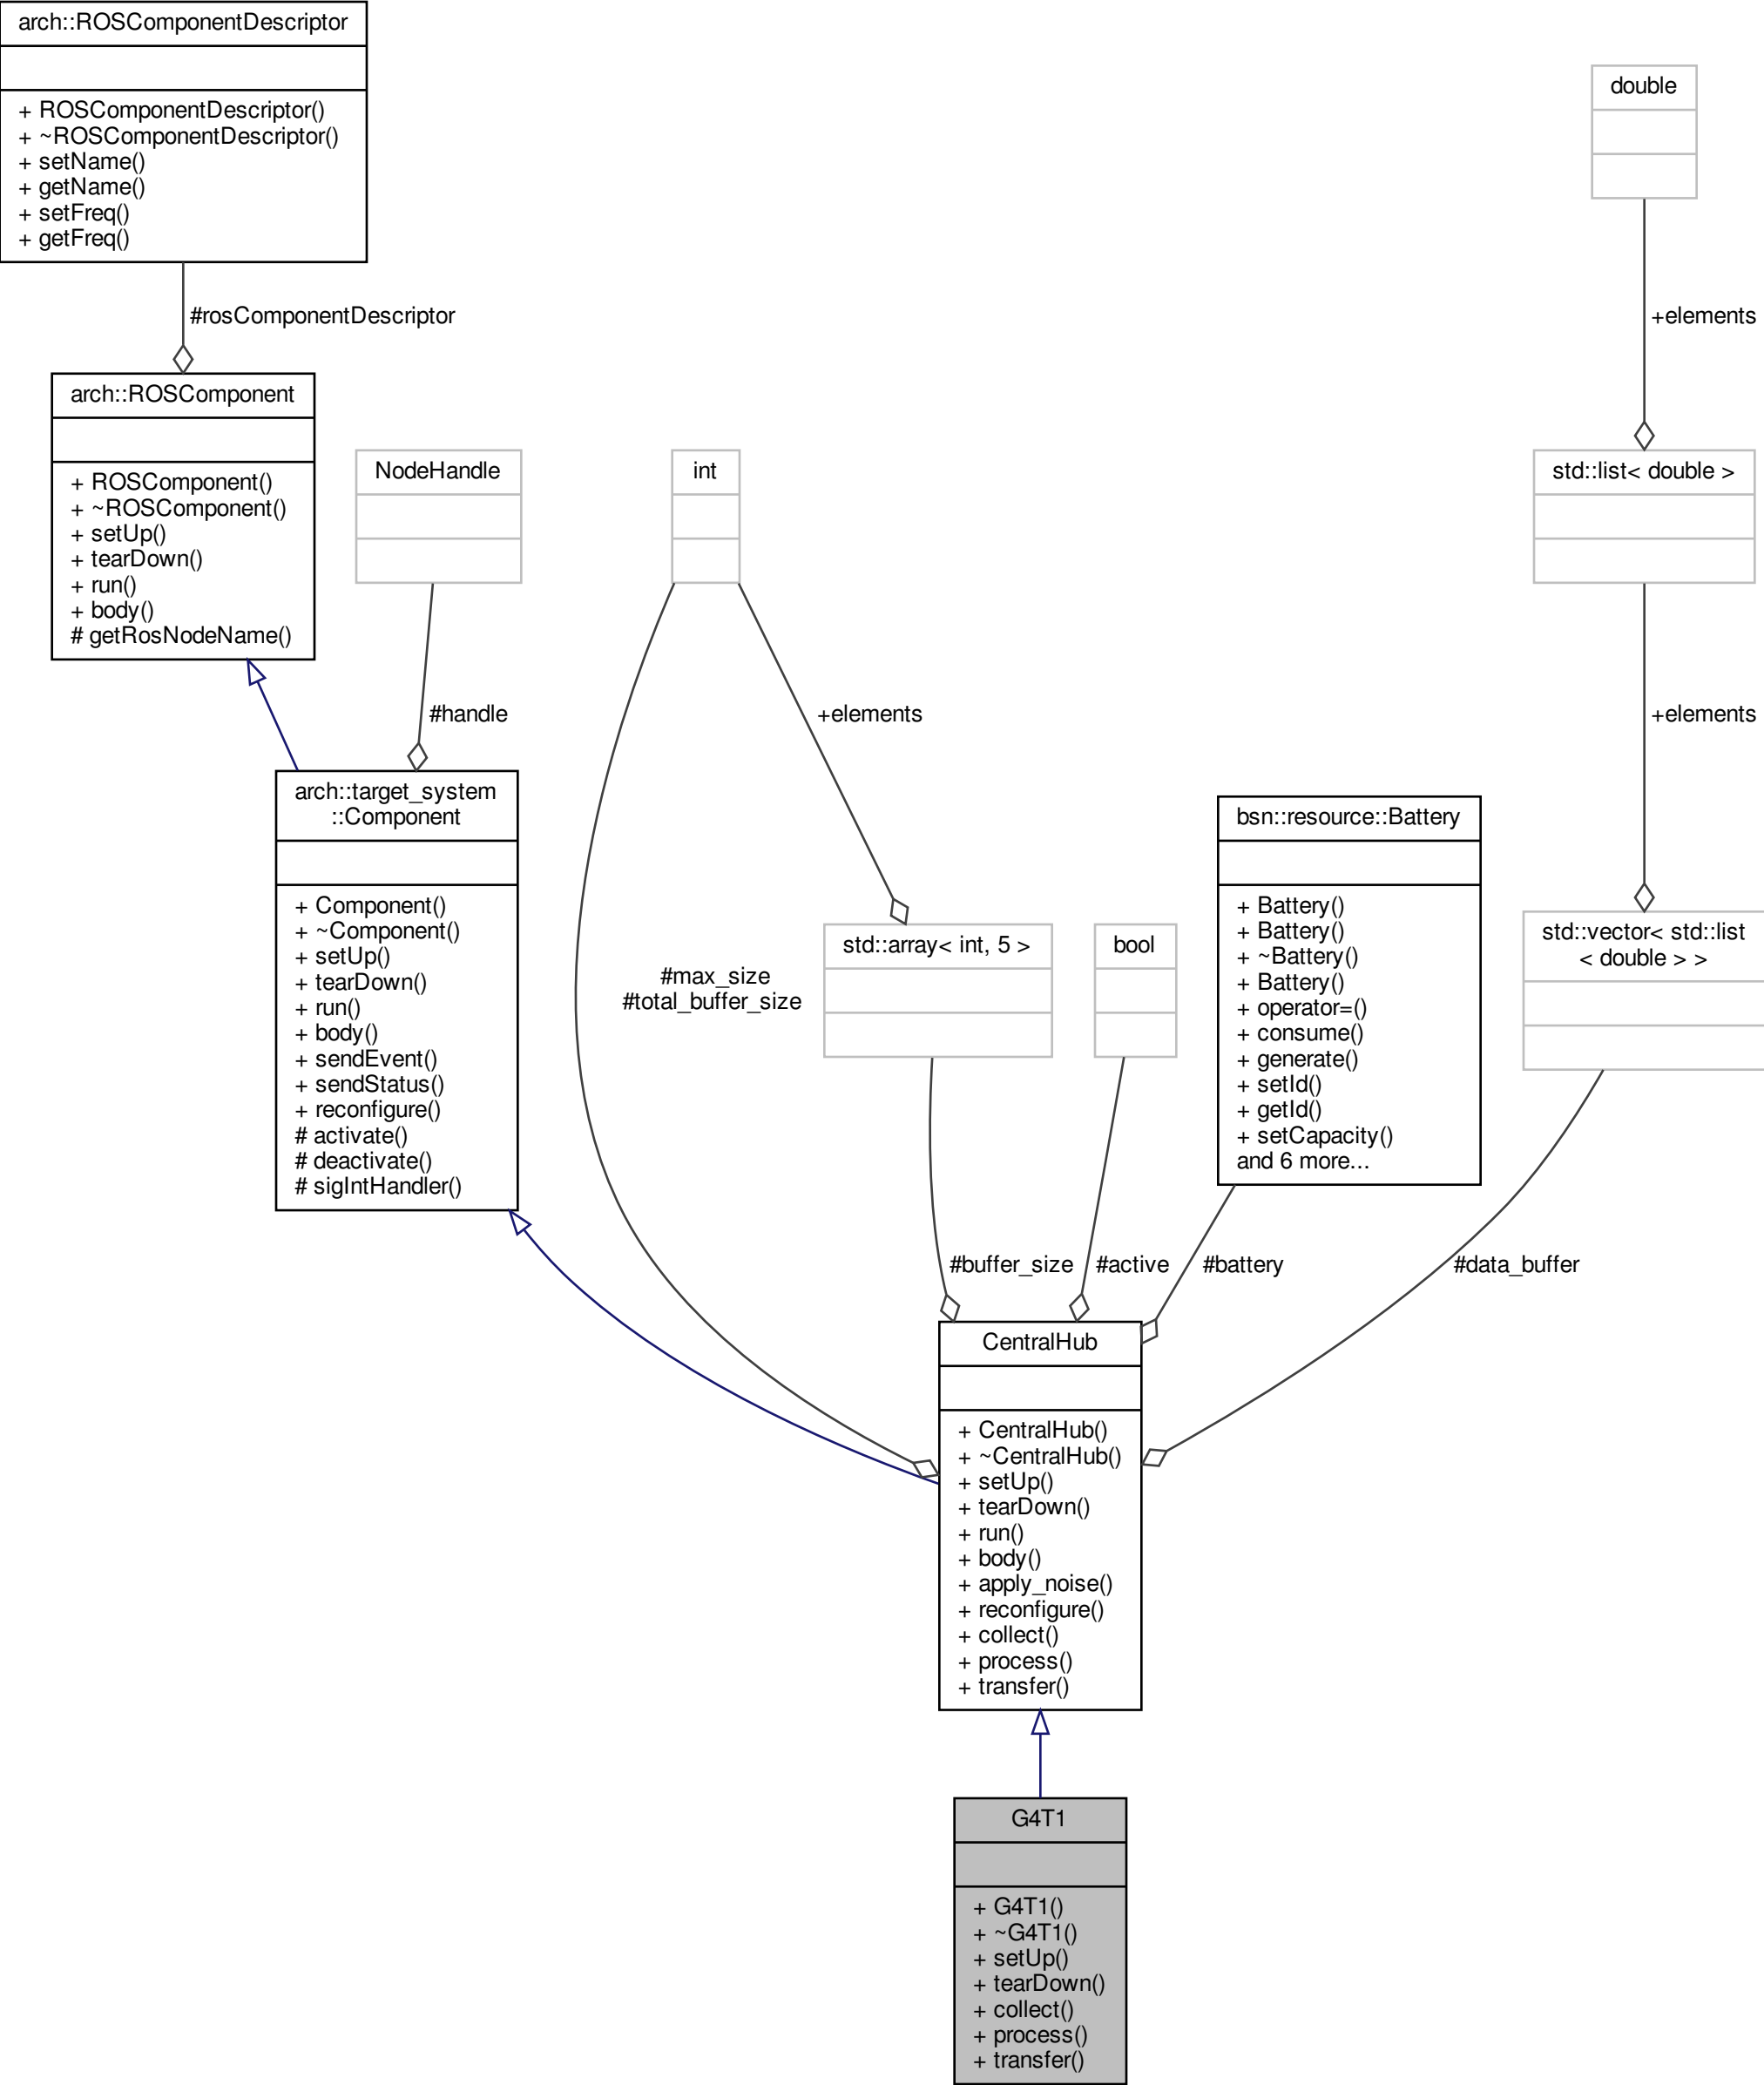 arch::ROSComponentDescriptor
+ ROSComponentDescriptor()
+ ~ROSComponentDescriptor()
+ setName()
+ getName()
+ setFreq()
+ getFreq()
double
#rosComponentDescriptor
+elements
arch::ROSComponent
+ ROSComponent()
+ ~ROSComponent()
+ setUp()
+ tearDown()
+ run()
+ body()
# getRosNodeName()
NodeHandle
int
std::list< double >
#handle
+elements
+elements
arch::target_system
::Component
+ Component()
+ ~Component()
+ setUp()
+ tearDown()
+ run()
+ body()
+ sendEvent()
+ sendStatus()
+ reconfigure()
# activate()
# deactivate()
# sigIntHandler()
#max_size
#total_buffer_size
std::array< int, 5 >
bool
bsn::resource::Battery
+ Battery()
+ Battery()
+ ~Battery()
+ Battery()
+ operator=()
+ consume()
+ generate()
+ setId()
+ getId()
+ setCapacity()
and 6 more...
std::vector< std::list
< double > >
#buffer_size
#active
#battery
#data_buffer
CentralHub
+ CentralHub()
+ ~CentralHub()
+ setUp()
+ tearDown()
+ run()
+ body()
+ apply_noise()
+ reconfigure()
+ collect()
+ process()
+ transfer()
G4T1
+ G4T1()
+ ~G4T1()
+ setUp()
+ tearDown()
+ collect()
+ process()
+ transfer()